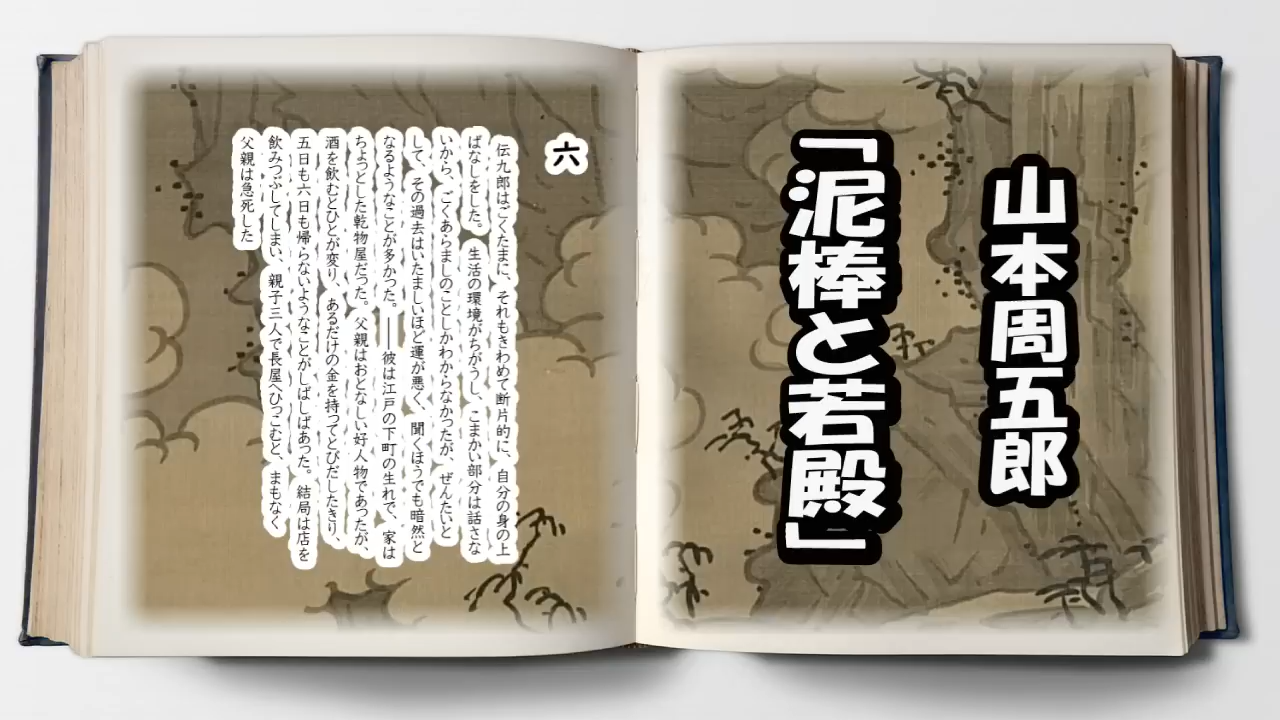 山本周五郎
「泥棒と若殿」
六
伝九郎はごくたまに、それもきわめて断片的に、自分の身の上
ばなしをした。生活の環境がちがうし、こまかい部分は話さな
いから、ごくあらましのことしかわからなかったが、ぜんたいと
して、その過去はいたましいほど運が悪く、聞くほうでも暗然と
なるようなことが多かった。――彼は江戸の下町の生れで、家は
ちょっとした乾物屋だった。父親はおとなしい好人物であったが、
酒を飲むとひとが変り、あるだけの金を持ってとびだしたきり、
五日も六日も帰らないようなことがしばしばあった。結局は店を
飲みつぶしてしまい、親子三人で長屋へひっこむと、まもなく
父親は急死した